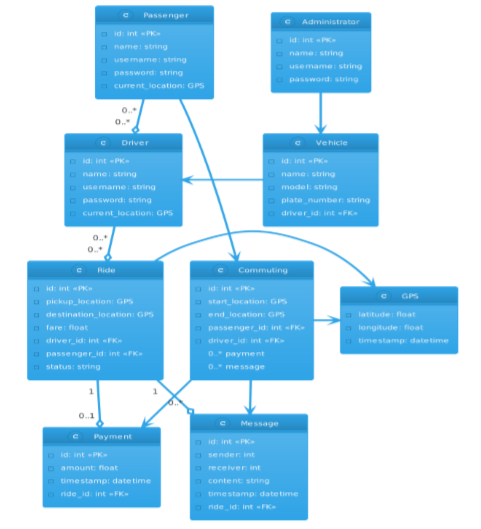 C Passenger
id: int «PK»
name: string
username: string
password: string
current_location: GPS
C Administrator
id: int «PK»
name: string
username: string
password: string
0..*
0..*
C Driver
id: int «PK»
name: string
username: string
password: string
current_location: GPS
C Vehicle
id: int «PK»
name: string
model: string
plate_number: string
driver_id: int «FK»
0..*
0..*
C Ride
id: int «PK»
pickup_location: GPS
destination_location: GPS
fare: float
driver_id: int «FK»
passenger_id: int «FK»
status: string
C Commuting
id: int «PK»
start_location: GPS
end_location: GPS
passenger_id: int «FK»
driver_id: int «FK»
0..* payment
0..* message
C GPS
latitude: float
longitude: float
timestamp: datetime
1
0..1
1
0..*
C Payment
id: int «PK»
amount: float
timestamp: datetime
ride_id: int «FK»
C Message
id: int «PK»
sender: int
receiver: int
content: string
timestamp: datetime
ride_id: int «FK»